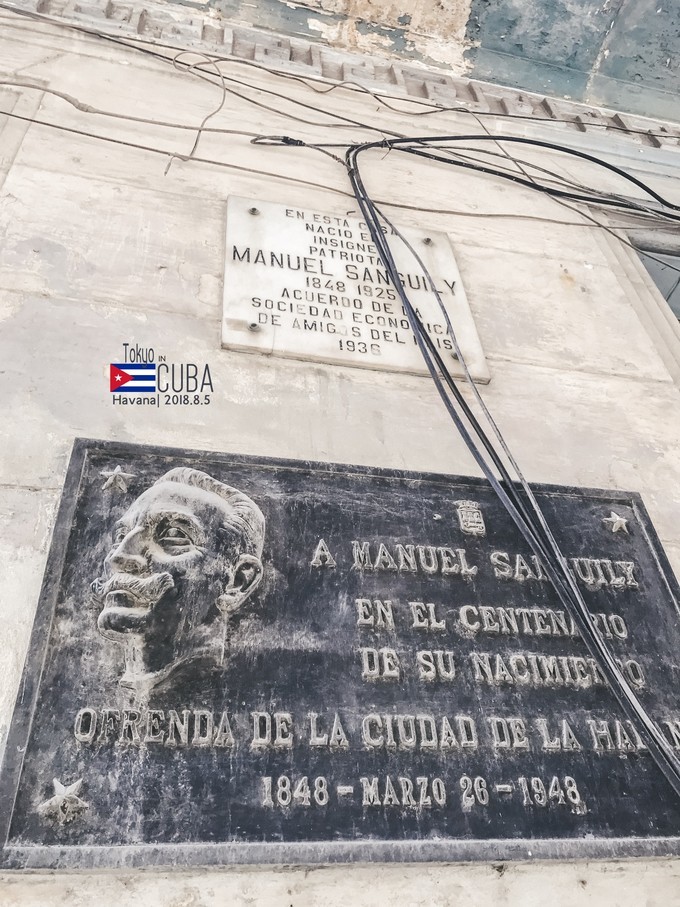 EN ESTA CASA
NACIO EL
INSIGNE
PATRIOTA
MANUEL SANGUILY
1848 1925
ACUERDO DE LA
SOCIEDAD ECONOMICA
DE AMIGOS DEL PAIS
1936
Tokyo IN
CUBA
Havana| 2018.8.5
A MANUEL SANGUILY
EN EL CENTENARIO
DE SU NACIMIENTO
OFRENDA DE LA CIUDAD DE LA HABAN
1848 - MARZO 26 - 1948